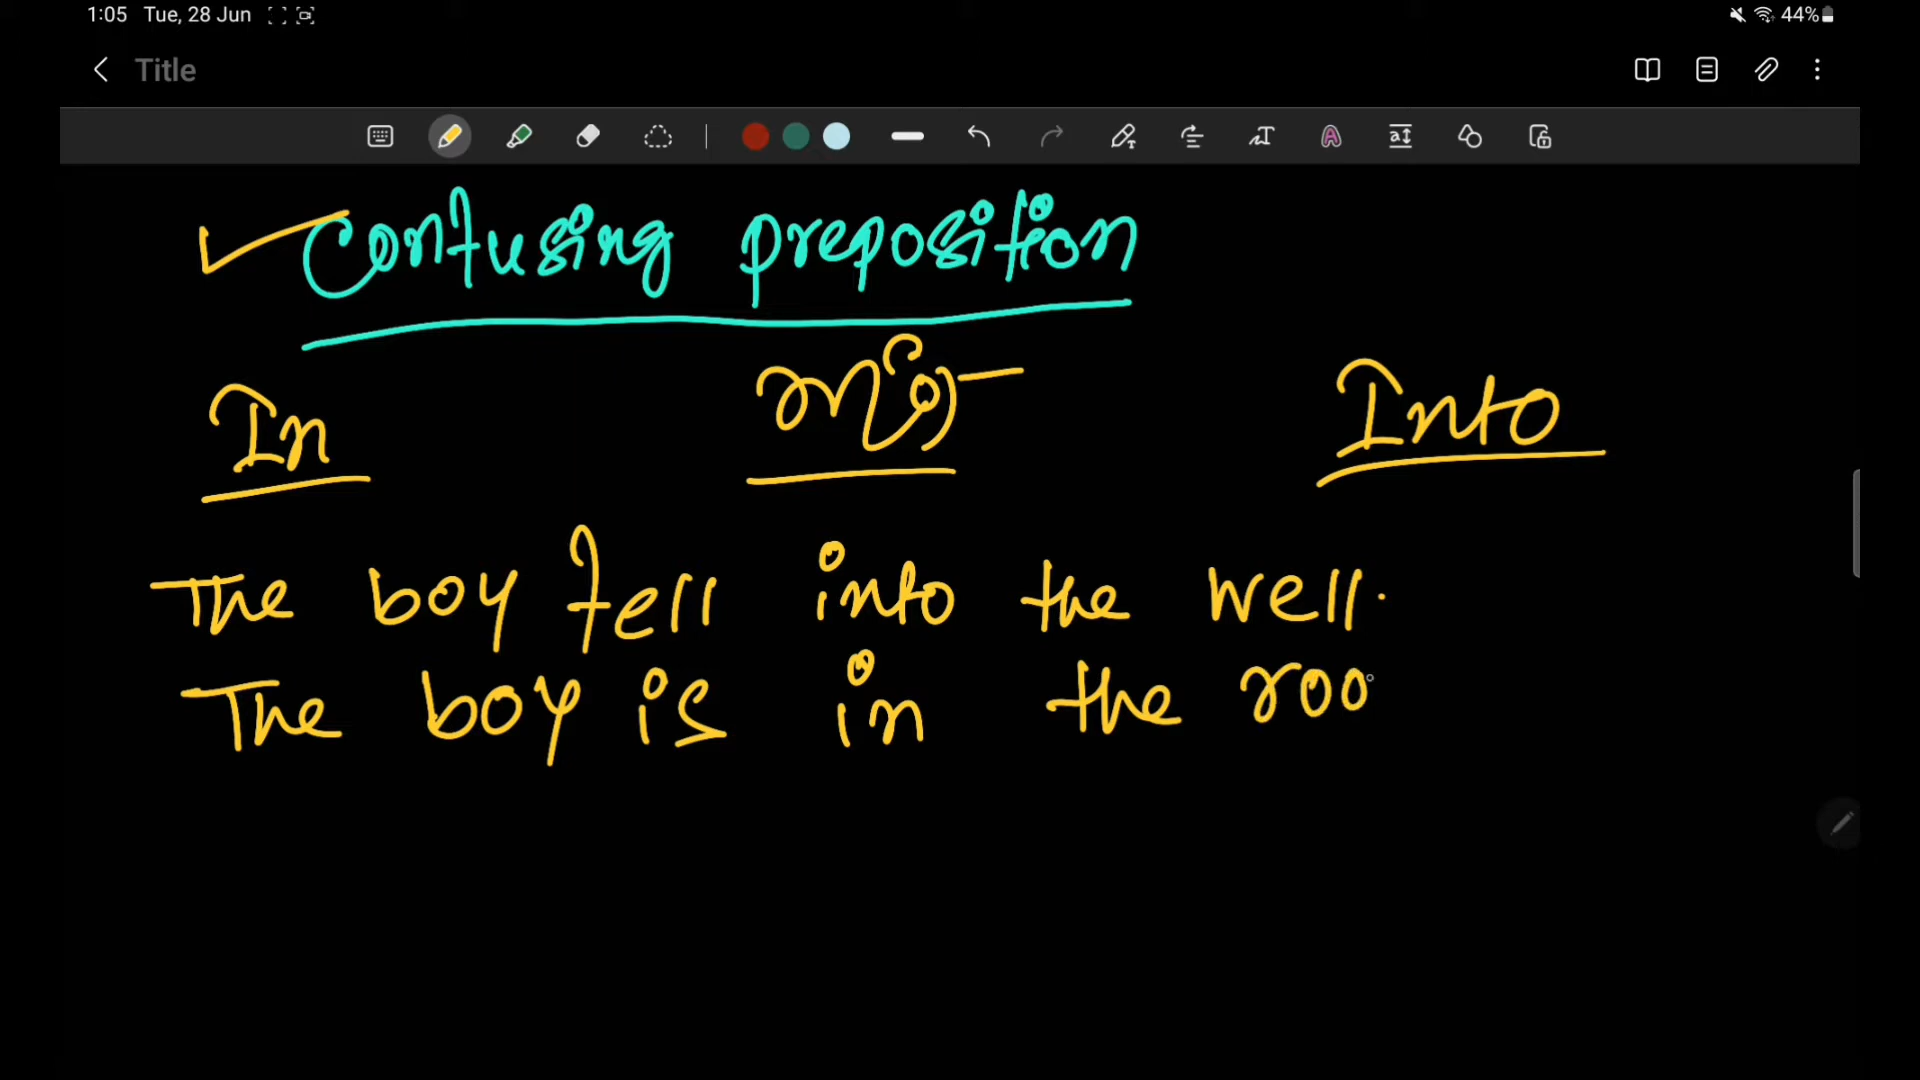 1:05 Tue, 28 Jun 44%
Title
Confusing preposition
In Into
The boy fell into the well.
The boy is in the roo